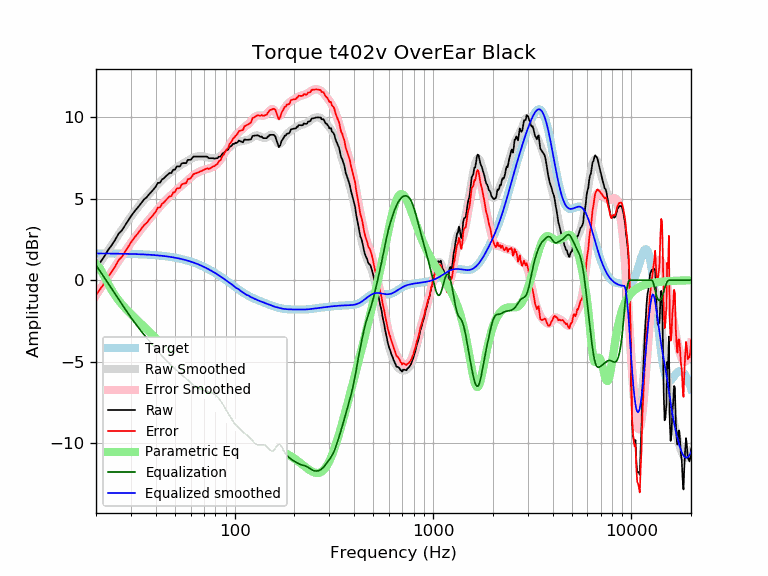 Torque t402v OverEar Black
Amplitude (dBr)
10
5
0
−5
−10
Target
Raw Smoothed
Error Smoothed
Raw
Error
Parametric Eq
Equalization
Equalized smoothed
100 1000 10000
Frequency (Hz)